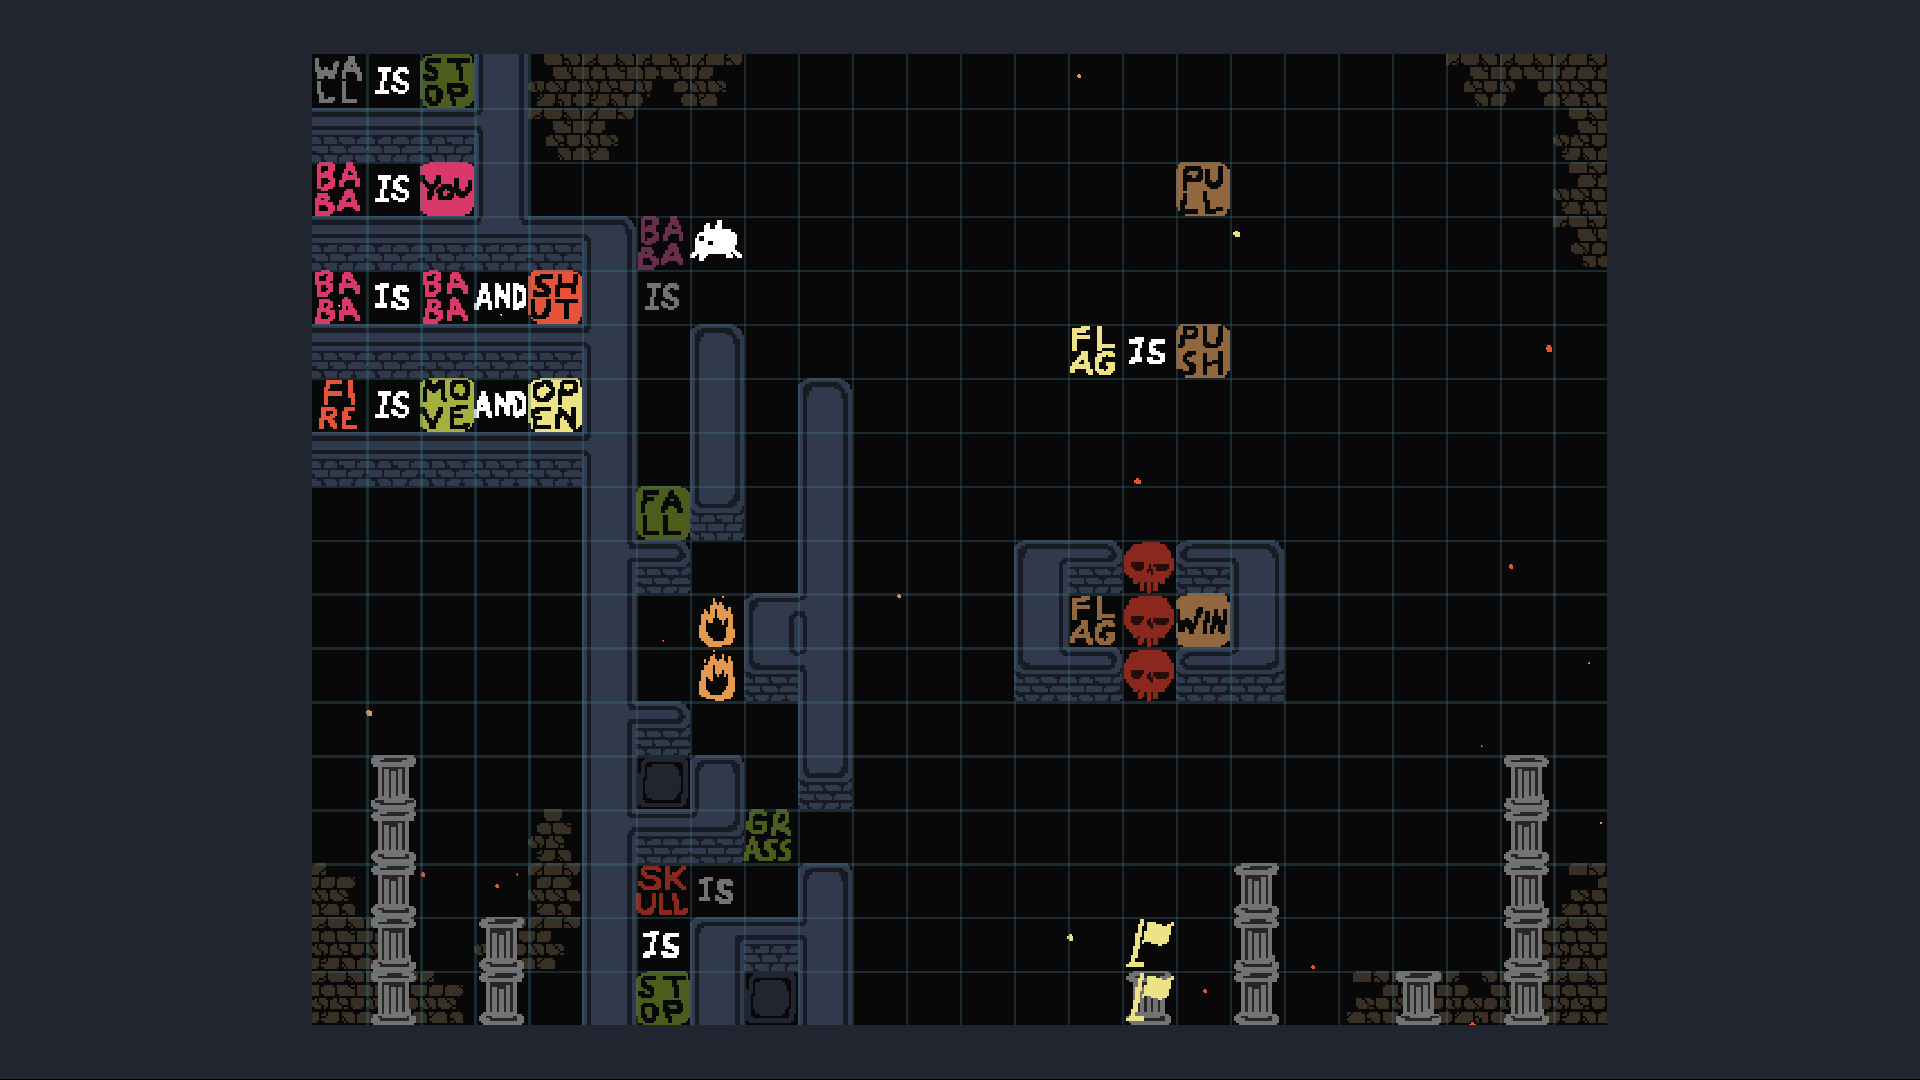 WALL IS STOP
BABA IS YOU
PULL
BABA
BABA IS BABA AND SHUT
IS
FLAG IS PUSH
FIRE IS MOVE AND OPEN
FALL
FLAG WIN
GRASS
SKULL IS
IS
STOP